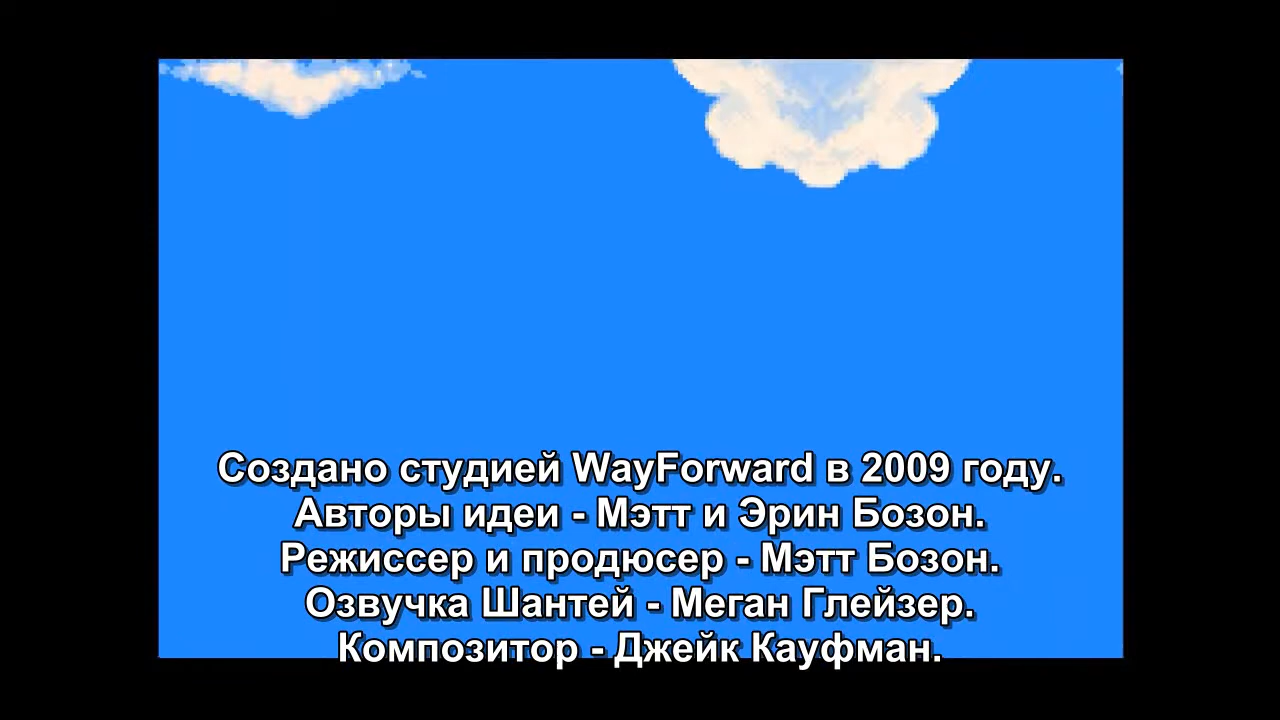 Создано студией WayForward в 2009 году.
Авторы идеи - Мэтт и Эрин Бозон.
Режиссер и продюсер - Мэтт Бозон.
Озвучка Шантей - Меган Глейзер.
Композитор - Джейк Кауфман.